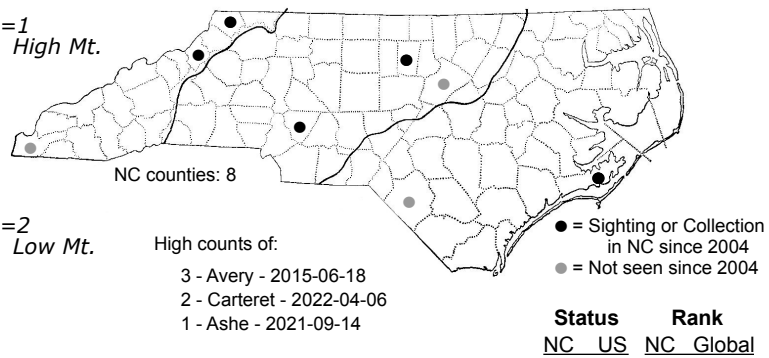 =1
High Mt.
NC counties: 8
=2
Low Mt.
High counts of:
3 - Avery - 2015-06-18
2 - Carteret - 2022-04-06
1 - Ashe - 2021-09-14
● = Sighting or Collection
in NC since 2004
● = Not seen since 2004
Status Rank
NC US NC Global